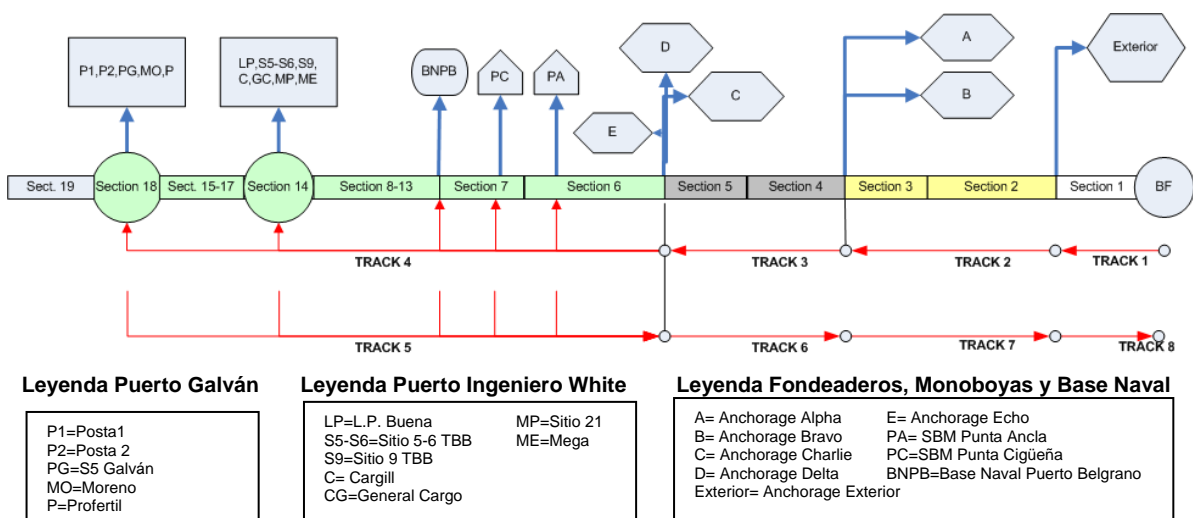 P1,P2,PG,MO,P
LP,S5-S6,S9,
C,GC,MP,ME
BNPB
PC
PA
D
E
C
A
B
Exterior
Sect. 19
Section 18
Sect. 15-17
Section 14
Section 8-13
Section 7
Section 6
Section 5
Section 4
Section 3
Section 2
Section 1
BF
TRACK 4
TRACK 3
TRACK 2
TRACK 1
TRACK 5
TRACK 6
TRACK 7
TRACK 8
Leyenda Puerto Galván
P1=Posta1
P2=Posta 2
PG=S5 Galván
MO=Moreno
P=Profertil
Leyenda Puerto Ingeniero White
LP=L.P. Buena
S5-S6=Sitio 5-6 TBB
S9=Sitio 9 TBB
C= Cargill
CG=General Cargo
MP=Sitio 21
ME=Mega
Leyenda Fondeaderos, Monoboyas y Base Naval
A= Anchorage Alpha
B= Anchorage Bravo
C= Anchorage Charlie
D= Anchorage Delta
Exterior= Anchorage Exterior
E= Anchorage Echo
PA= SBM Punta Ancla
PC=SBM Punta Cigüeña
BNPB=Base Naval Puerto Belgrano